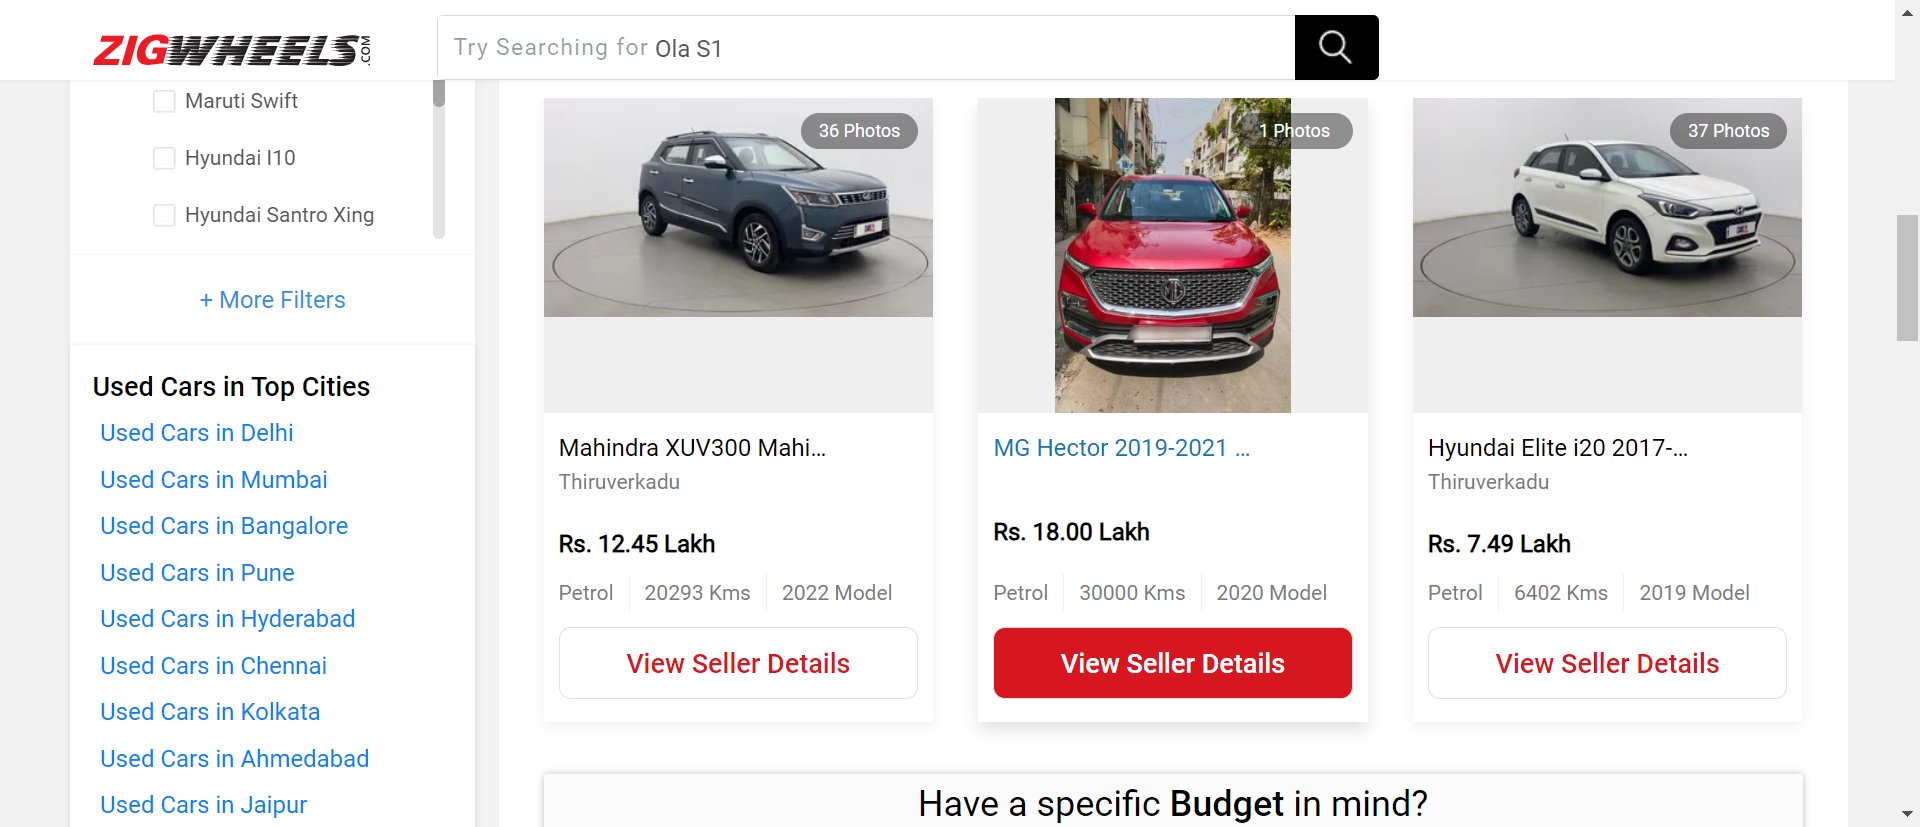 ZIGWHEELS.COM
Try Searching for Ola S1
Maruti Swift
Hyundai I10
Hyundai Santro Xing
+ More Filters
Used Cars in Top Cities
Used Cars in Delhi
Used Cars in Mumbai
Used Cars in Bangalore
Used Cars in Pune
Used Cars in Hyderabad
Used Cars in Chennai
Used Cars in Kolkata
Used Cars in Ahmedabad
Used Cars in Jaipur
36 Photos
Mahindra XUV300 Mahi...
Thiruverkadu
Rs. 12.45 Lakh
Petrol 20293 Kms 2022 Model
View Seller Details
1 Photos
MG Hector 2019-2021 ...
Rs. 18.00 Lakh
Petrol 30000 Kms 2020 Model
View Seller Details
37 Photos
Hyundai Elite i20 2017-...
Thiruverkadu
Rs. 7.49 Lakh
Petrol 6402 Kms 2019 Model
View Seller Details
Have a specific Budget in mind?